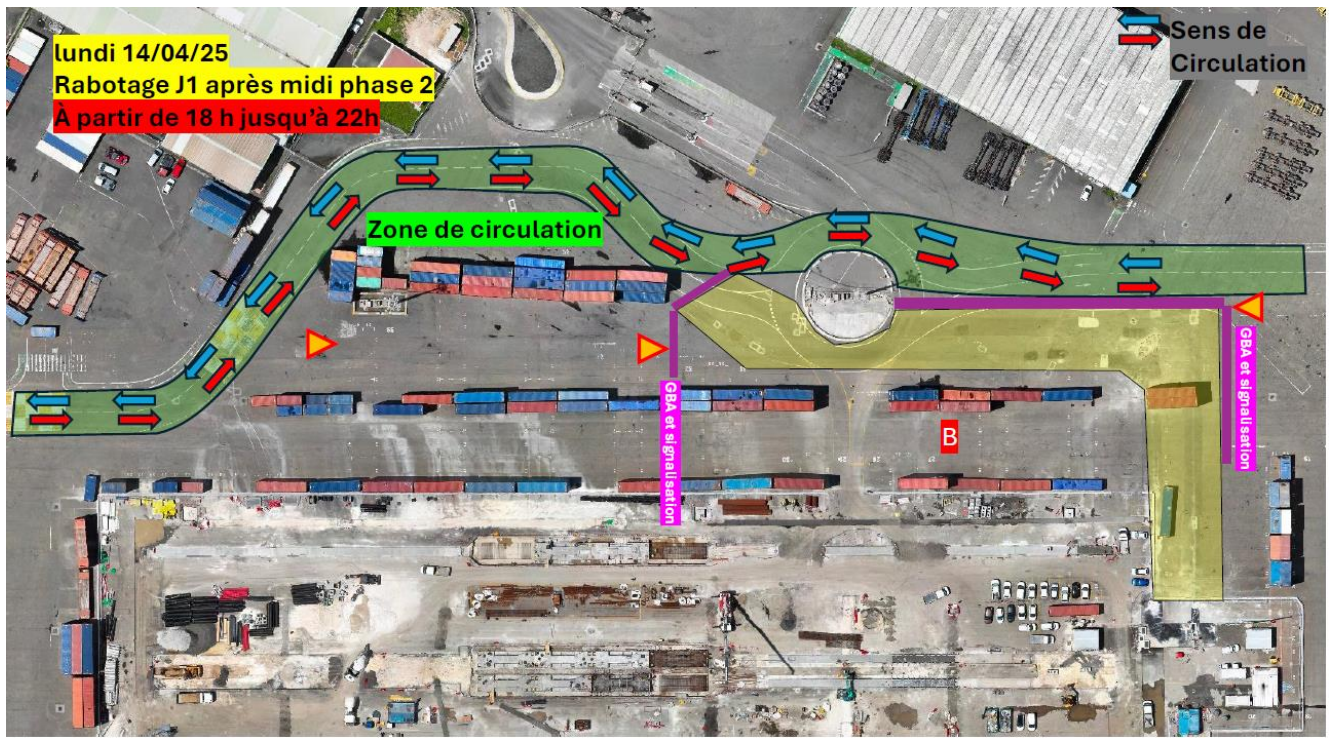 lundi 14/04/25
Rabotage J1 après midi phase 2
À partir de 18 h jusqu’à 22h
Sens de
Circulation
Zone de circulation
GBA et signalisation
GBA et signalisation
B